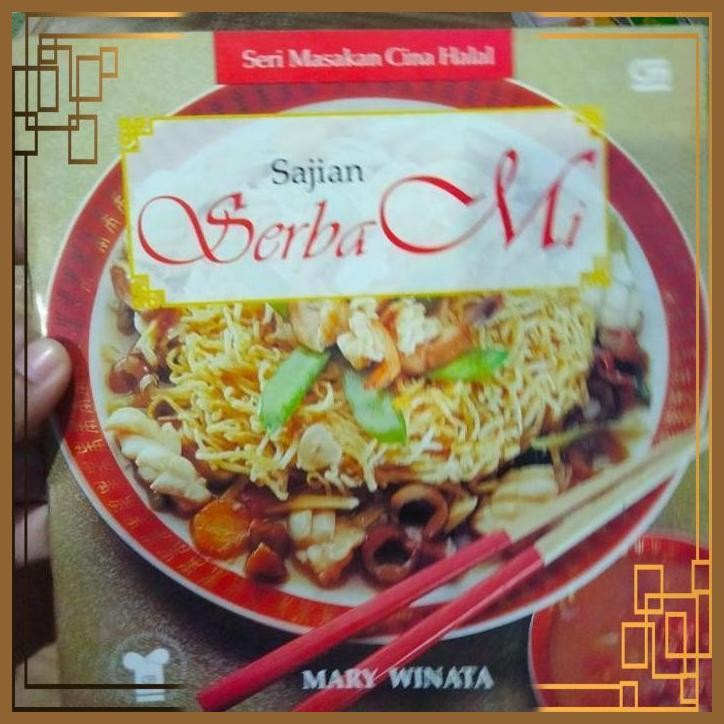 Seri Masakan Cina Halal
Sajian
Serba Mi
MARY WINATA